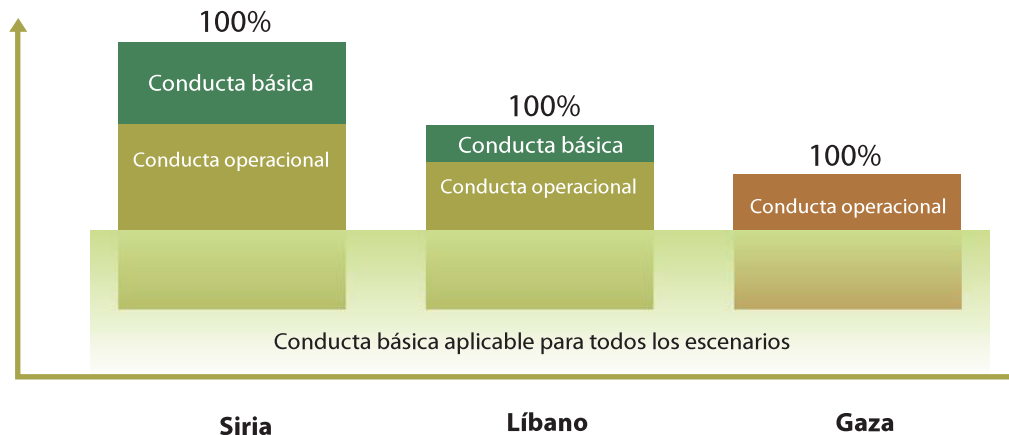 100%
Conducta básica
Conducta operacional
100%
Conducta básica
Conducta operacional
100%
Conducta operacional
Conducta básica aplicable para todos los escenarios
Siria
Líbano
Gaza